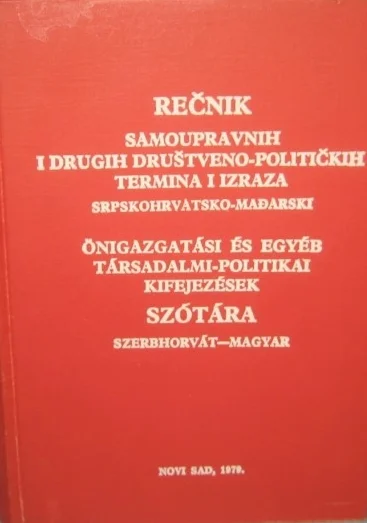 REČNIK
SAMOUPRAVNIH
I DRUGIH DRUŠTVENO-POLITIČKIH
TERMINA I IZRAZA
SRPSKOHRVATSKO-MAĐARSKI
ÖNIGAZGATÁSI ÉS EGYÉB
TÁRSADALMI-POLITIKAI
KIFEJEZÉSEK
SZÓTÁRA
SZERBHORVÁT—MAGYAR
NOVI SAD, 1979.